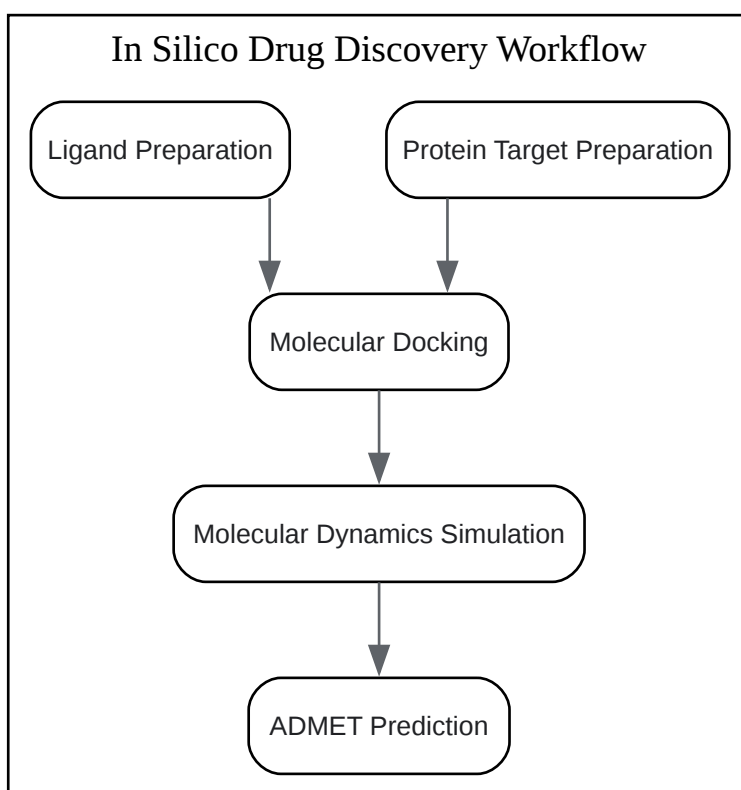 In Silico Drug Discovery Workflow
Ligand Preparation
Protein Target Preparation
Molecular Docking
Molecular Dynamics Simulation
ADMET Prediction